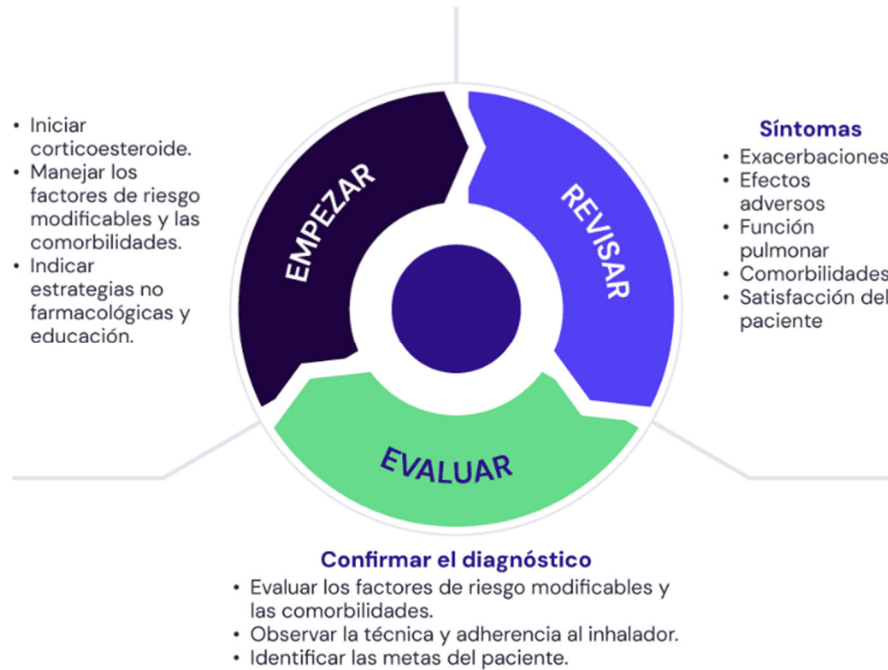 • Iniciar
corticoesteroide.
• Manejar los
factores de riesgo
modificables y las
comorbilidades.
• Indicar
estrategias no
farmacológicas y
educación.
EMPEZAR
REVISAR
Síntomas
• Exacerbaciones
• Efectos
adversos
• Función
pulmonar
• Comorbilidades
• Satisfacción del
paciente
EVALUAR
Confirmar el diagnóstico
• Evaluar los factores de riesgo modificables y
las comorbilidades.
• Observar la técnica y adherencia al inhalador.
• Identificar las metas del paciente.